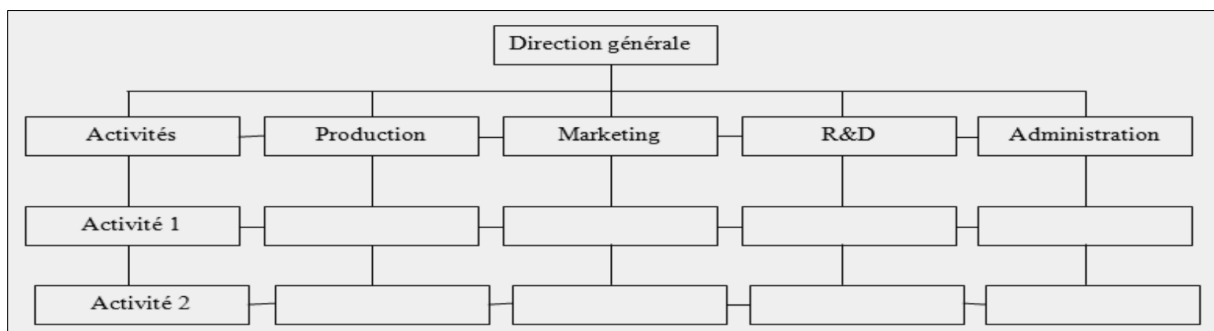 Direction générale
Activités Production Marketing R&D Administration
Activité 1
Activité 2